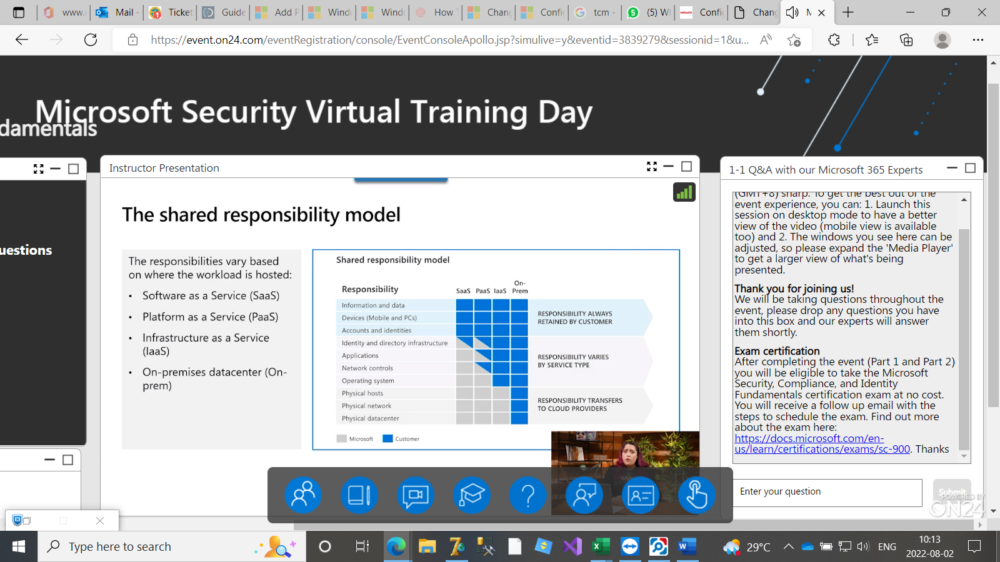 www.
Mail -
Ticket
Guide
Add P
Wind
Wind
How T
Chang
Config
tcm -
(5) W
Config
Chang
M
https://event.on24.com/eventRegistration/console/EventConsoleApollo.jsp?simulive=y&eventid=3839279&sessionid=1&u...
Microsoft Security Virtual Training Day
damentals
uestions
Instructor Presentation
The shared responsibility model
The responsibilities vary based
on where the workload is hosted:
• Software as a Service (SaaS)
• Platform as a Service (PaaS)
• Infrastructure as a Service
(IaaS)
• On-premises datacenter (On-
prem)
Shared responsibility model
Responsibility SaaS PaaS IaaS On-
Prem
Information and data
Devices (Mobile and PCs)
Accounts and identities
RESPONSIBILITY ALWAYS
RETAINED BY CUSTOMER
Identity and directory infrastructure
Applications
Network controls
Operating system
RESPONSIBILITY VARIES
BY SERVICE TYPE
Physical hosts
Physical network
Physical datacenter
RESPONSIBILITY TRANSFERS
TO CLOUD PROVIDERS
Microsoft Customer
1-1 Q&A with our Microsoft 365 Experts
(GMT+8) sharp. To get the best out of the
event experience, you can: 1. Launch this
session on desktop mode to have a better
view of the video (mobile view is available
too) and 2. The windows you see here can be
adjusted, so please expand the 'Media Player'
to get a larger view of what's being
presented.
Thank you for joining us!
We will be taking questions throughout the
event, please drop any questions you have
into this box and our experts will answer
them shortly.
Exam certification
After completing the event (Part 1 and Part 2)
you will be eligible to take the Microsoft
Security, Compliance, and Identity
Fundamentals certification exam at no cost.
You will receive a follow up email with the
steps to schedule the exam. Find out more
about the exam here:
https://docs.microsoft.com/en-
us/learn/certifications/exams/sc-900. Thanks
Enter your question
Submit
POWERED BY
ON24
Type here to search
29°C
ENG
10:13
2022-08-02